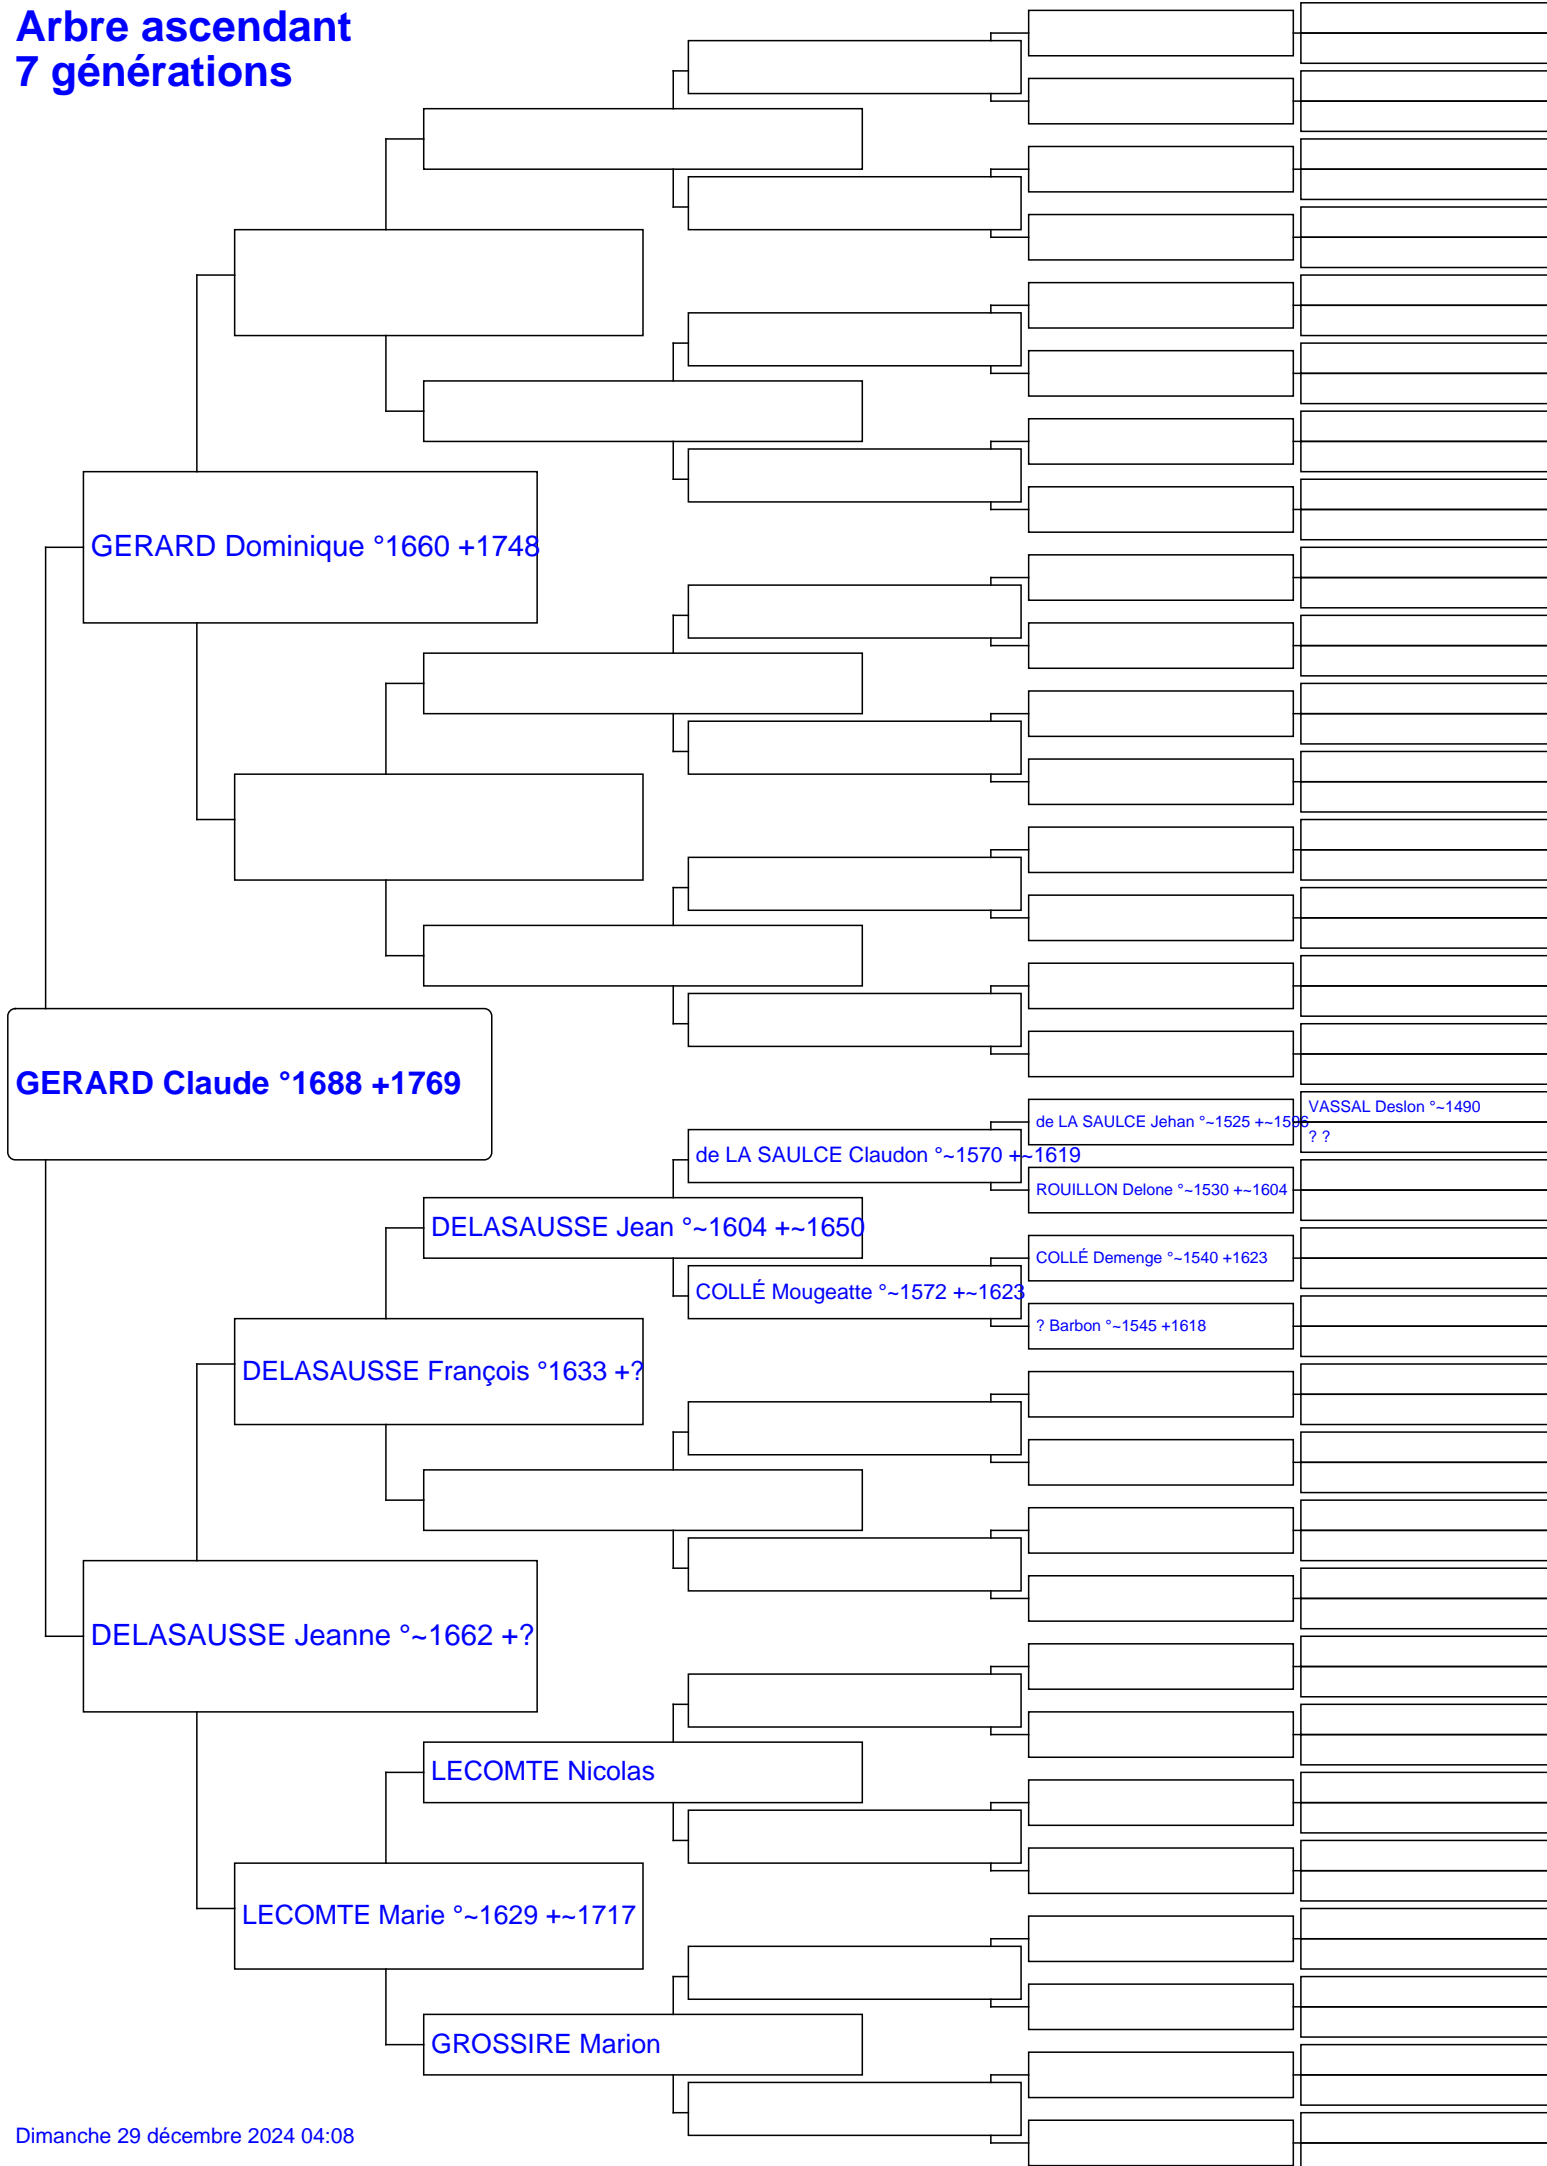 Arbre ascendant
7 générations
GERARD Dominique °1660 +1748
GERARD Claude °1688 +1769
VASSAL Deslon °~1490
de LA SAULCE Jehan °~1525 +~1596
? ?
de LA SAULCE Claudon °~1570 +~1619
ROUILLON Delone °~1530 +~1604
DELASAUSSE Jean °~1604 +~1650
COLLÉ Demenge °~1540 +1623
COLLÉ Mougeatte °~1572 +~1623
? Barbon °~1545 +1618
DELASAUSSE François °1633 +?
DELASAUSSE Jeanne °~1662 +?
LECOMTE Nicolas
LECOMTE Marie °~1629 +~1717
GROSSIRE Marion
Dimanche 29 décembre 2024 04:08